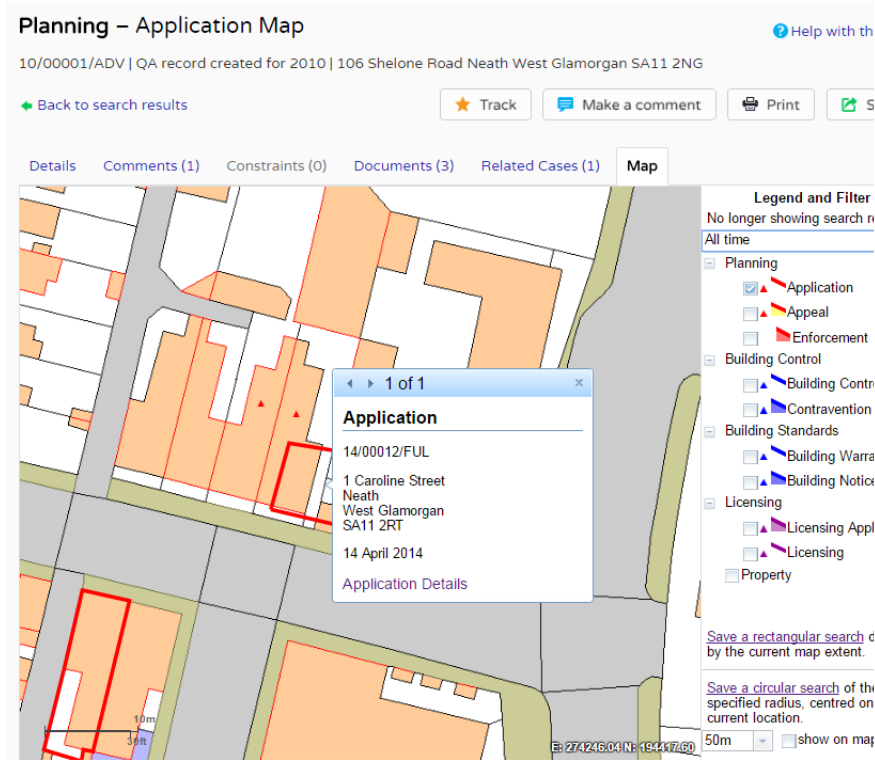 Planning – Application Map
Help with th
10/00001/ADV | QA record created for 2010 | 106 Shelone Road Neath West Glamorgan SA11 2NG
Back to search results
Track
Make a comment
Print
S
Details
Comments (1)
Constraints (0)
Documents (3)
Related Cases (1)
Map
1 of 1
Application
14/00012/FUL
1 Caroline Street
Neath
West Glamorgan
SA11 2RT
14 April 2014
Application Details
10m
30ft
E: 274246.04 N: 194417.60
Legend and Filter
No longer showing search re
All time
Planning
Application
Appeal
Enforcement
Building Control
Building Contr
Contravention
Building Standards
Building Warra
Building Notice
Licensing
Licensing Appl
Licensing
Property
Save a rectangular search d
by the current map extent.
Save a circular search of the
specified radius, centred on
current location.
50m
show on map